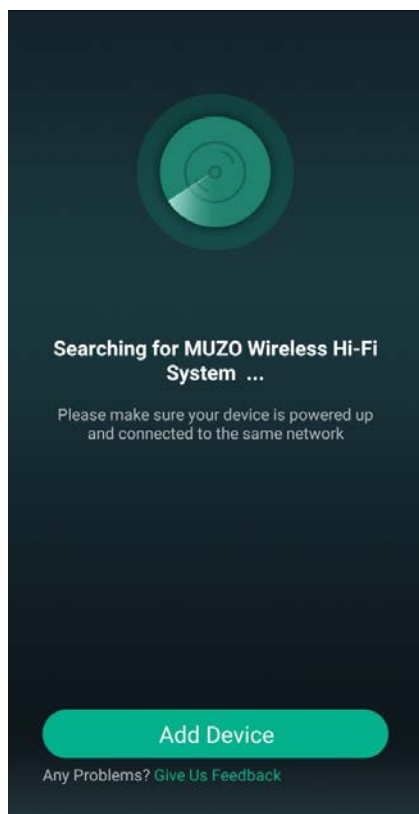 Searching for MUZO Wireless Hi-Fi
System ...
Please make sure your device is powered up
and connected to the same network
Add Device
Any Problems? Give Us Feedback